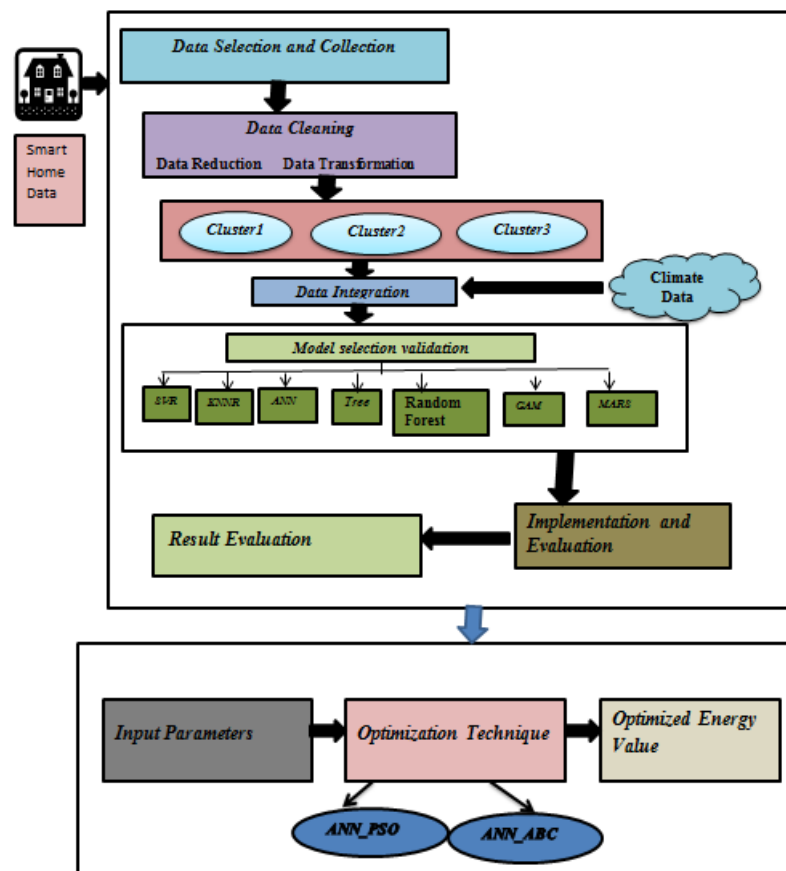 Data Selection and Collection
Smart
Home
Data
Data Cleaning
Data Reduction Data Transformation
Cluster1 Cluster2 Cluster3
Data Integration
Climate
Data
Model selection validation
SVR KNNR ANN Tree Random
Forest GAM MARS
Implementation and
Evaluation
Result Evaluation
Input Parameters
Optimization Technique
Optimized Energy
Value
ANN_PSO ANN_ABC